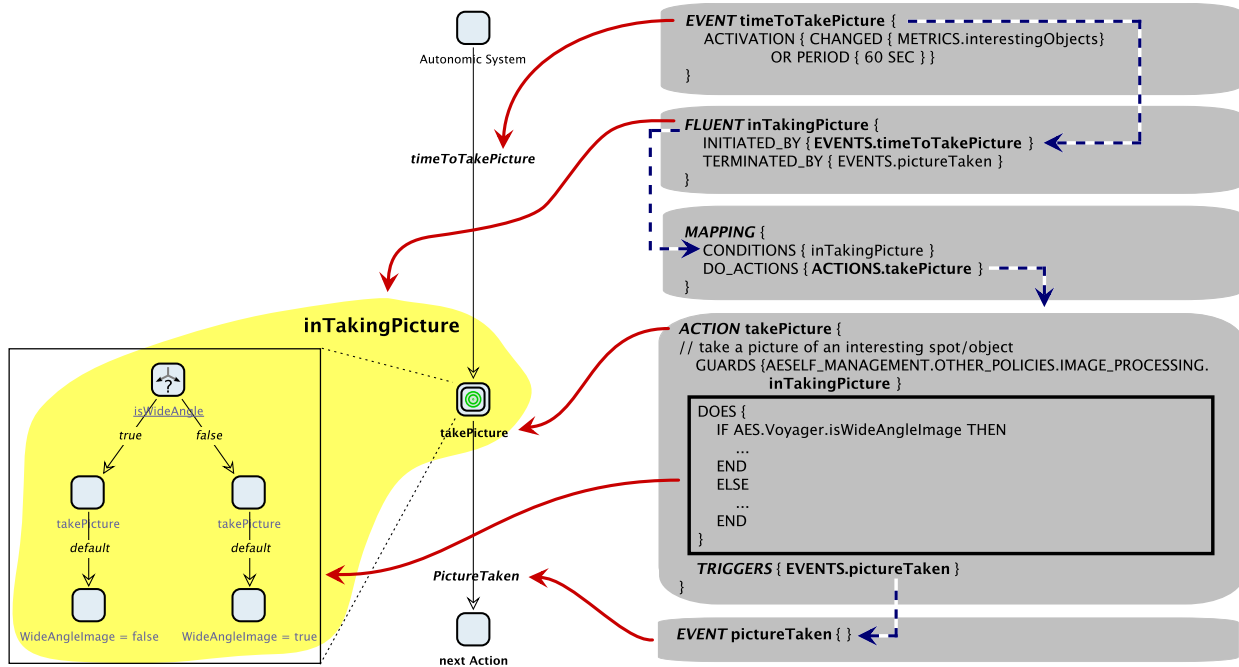 Autonomic System
timeToTakePicture
inTakingPicture
?
isWideAngle
true
false
takePicture
takePicture
default
default
WideAngleImage = false
WideAngleImage = true
takePicture
PictureTaken
next Action
EVENT timeToTakePicture {
ACTIVATION { CHANGED { METRICS.interestingObjects}
OR PERIOD { 60 SEC } }
}
FLUENT inTakingPicture {
INITIATED_BY { EVENTS.timeToTakePicture }
TERMINATED_BY { EVENTS.pictureTaken }
}
MAPPING {
CONDITIONS { inTakingPicture }
DO_ACTIONS { ACTIONS.takePicture }
}
ACTION takePicture {
// take a picture of an interesting spot/object
GUARDS {AESELF_MANAGEMENT.OTHER_POLICIES.IMAGE_PROCESSING.
inTakingPicture }
DOES {
IF AES.Voyager.isWideAngleImage THEN
...
END
ELSE
...
END
}
TRIGGERS { EVENTS.pictureTaken }
}
EVENT pictureTaken { }